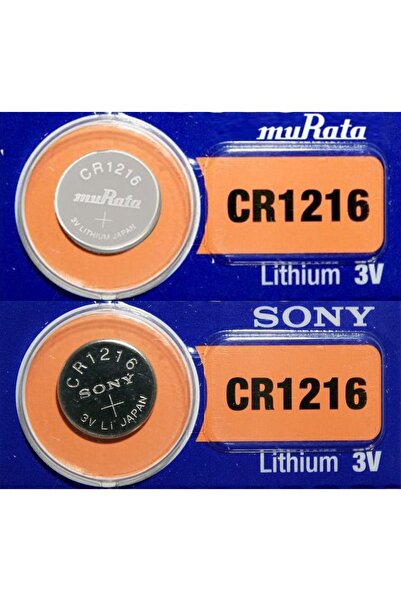 muRata
CR1216
muRata
+
3V LITHIUM JAPAN
CR1216
Lithium 3V
SONY
CR1216
SONY
+
3V Li JAPAN
CR1216
Lithium 3V